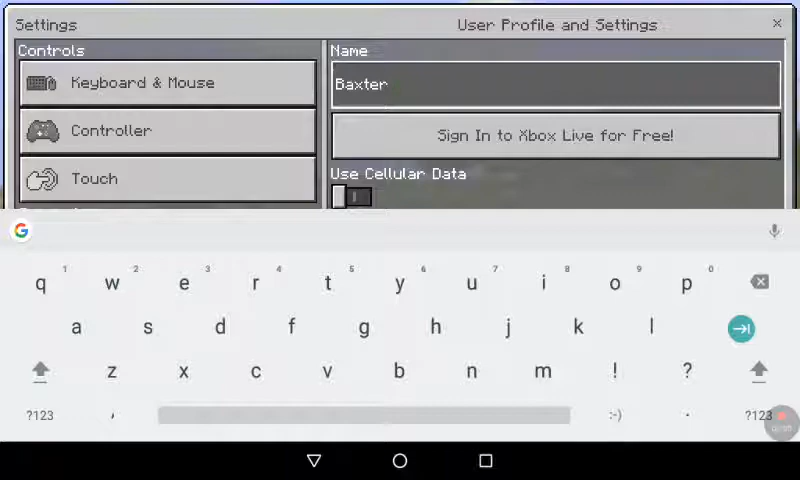 Settings
User Profile and Settings
×
Controls
Keyboard & Mouse
Controller
Touch
Name
Baxter
Sign In to Xbox Live for Free!
Use Cellular Data
G
1 2 3 4 5 6 7 8 9 0
q w e r t y u i o p
a s d f g h j k l
z x c v b n m ! ?
?123 , :-) . ?123